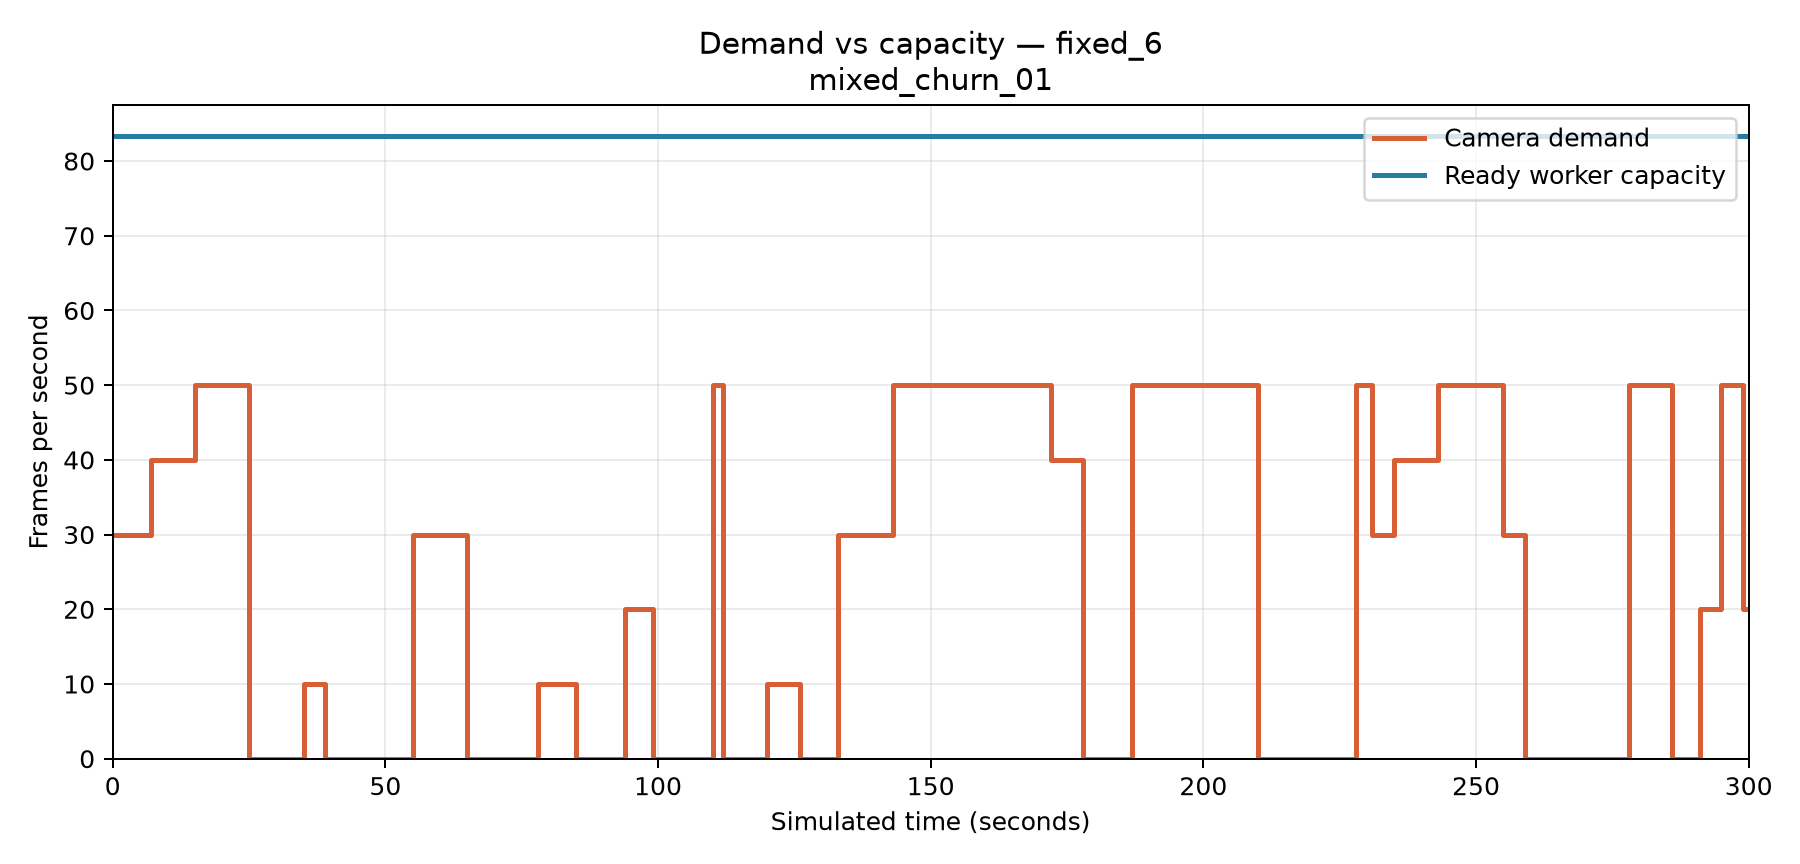 Demand vs capacity — fixed_6
mixed_churn_01
Camera demand
Ready worker capacity
Frames per second
80
70
60
50
40
30
20
10
0
0 50 100 150 200 250 300
Simulated time (seconds)